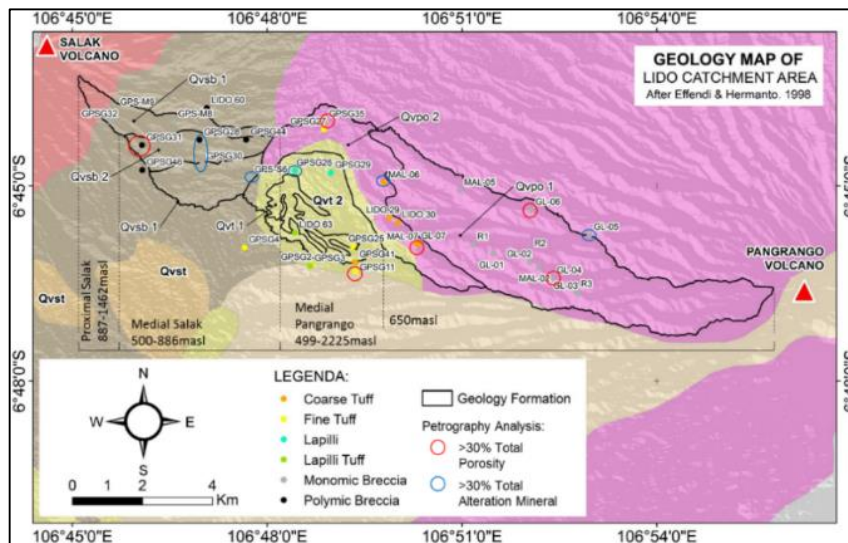 106°45'0"E 106°48'0"E 106°51'0"E 106°54'0"E
SALAK
VOLCANO
GEOLOGY MAP OF
LIDO CATCHMENT AREA
After Effendi & Hermanto. 1998
Qvsb 1
GPS-M9
LIDO 60
GPSG32
GPS-M8
GPSG35
Qvpo 2
GPSG31
GPSG44
GPSG46
GPSG30
Qvsb 2
GPSG29
MAL-06
MAL-05
Qvpo 1
6°45'0"S
6°45'0"S
Qvt 2
GL-06
Qvsb 1
Qvt 1
LIDO-29
LIDO 30
GL-05
LIDO 63
GPSG4
MAL-07
GL-07
R1
R2
GPSG2
GPSG3
GPSG41
GL-02
GPSG11
GL-01
GL-04
GL-03
R3
PANGRANGO
VOLCANO
Qvst
Qvst
Proximal Salak
887-1462masl
Medial Salak
500-886masl
Medial
Pangrango
499-2225masl
650masl
6°48'0"S
N
W E
S
0 2 4
Km
LEGENDA:
Coarse Tuff
Fine Tuff
Lapilli
Lapilli Tuff
Monomic Breccia
Polymic Breccia
Geology Formation
Petrography Analysis:
>30% Total
Porosity
>30% Total
Alteration Mineral
106°45'0"E 106°48'0"E 106°51'0"E 106°54'0"E